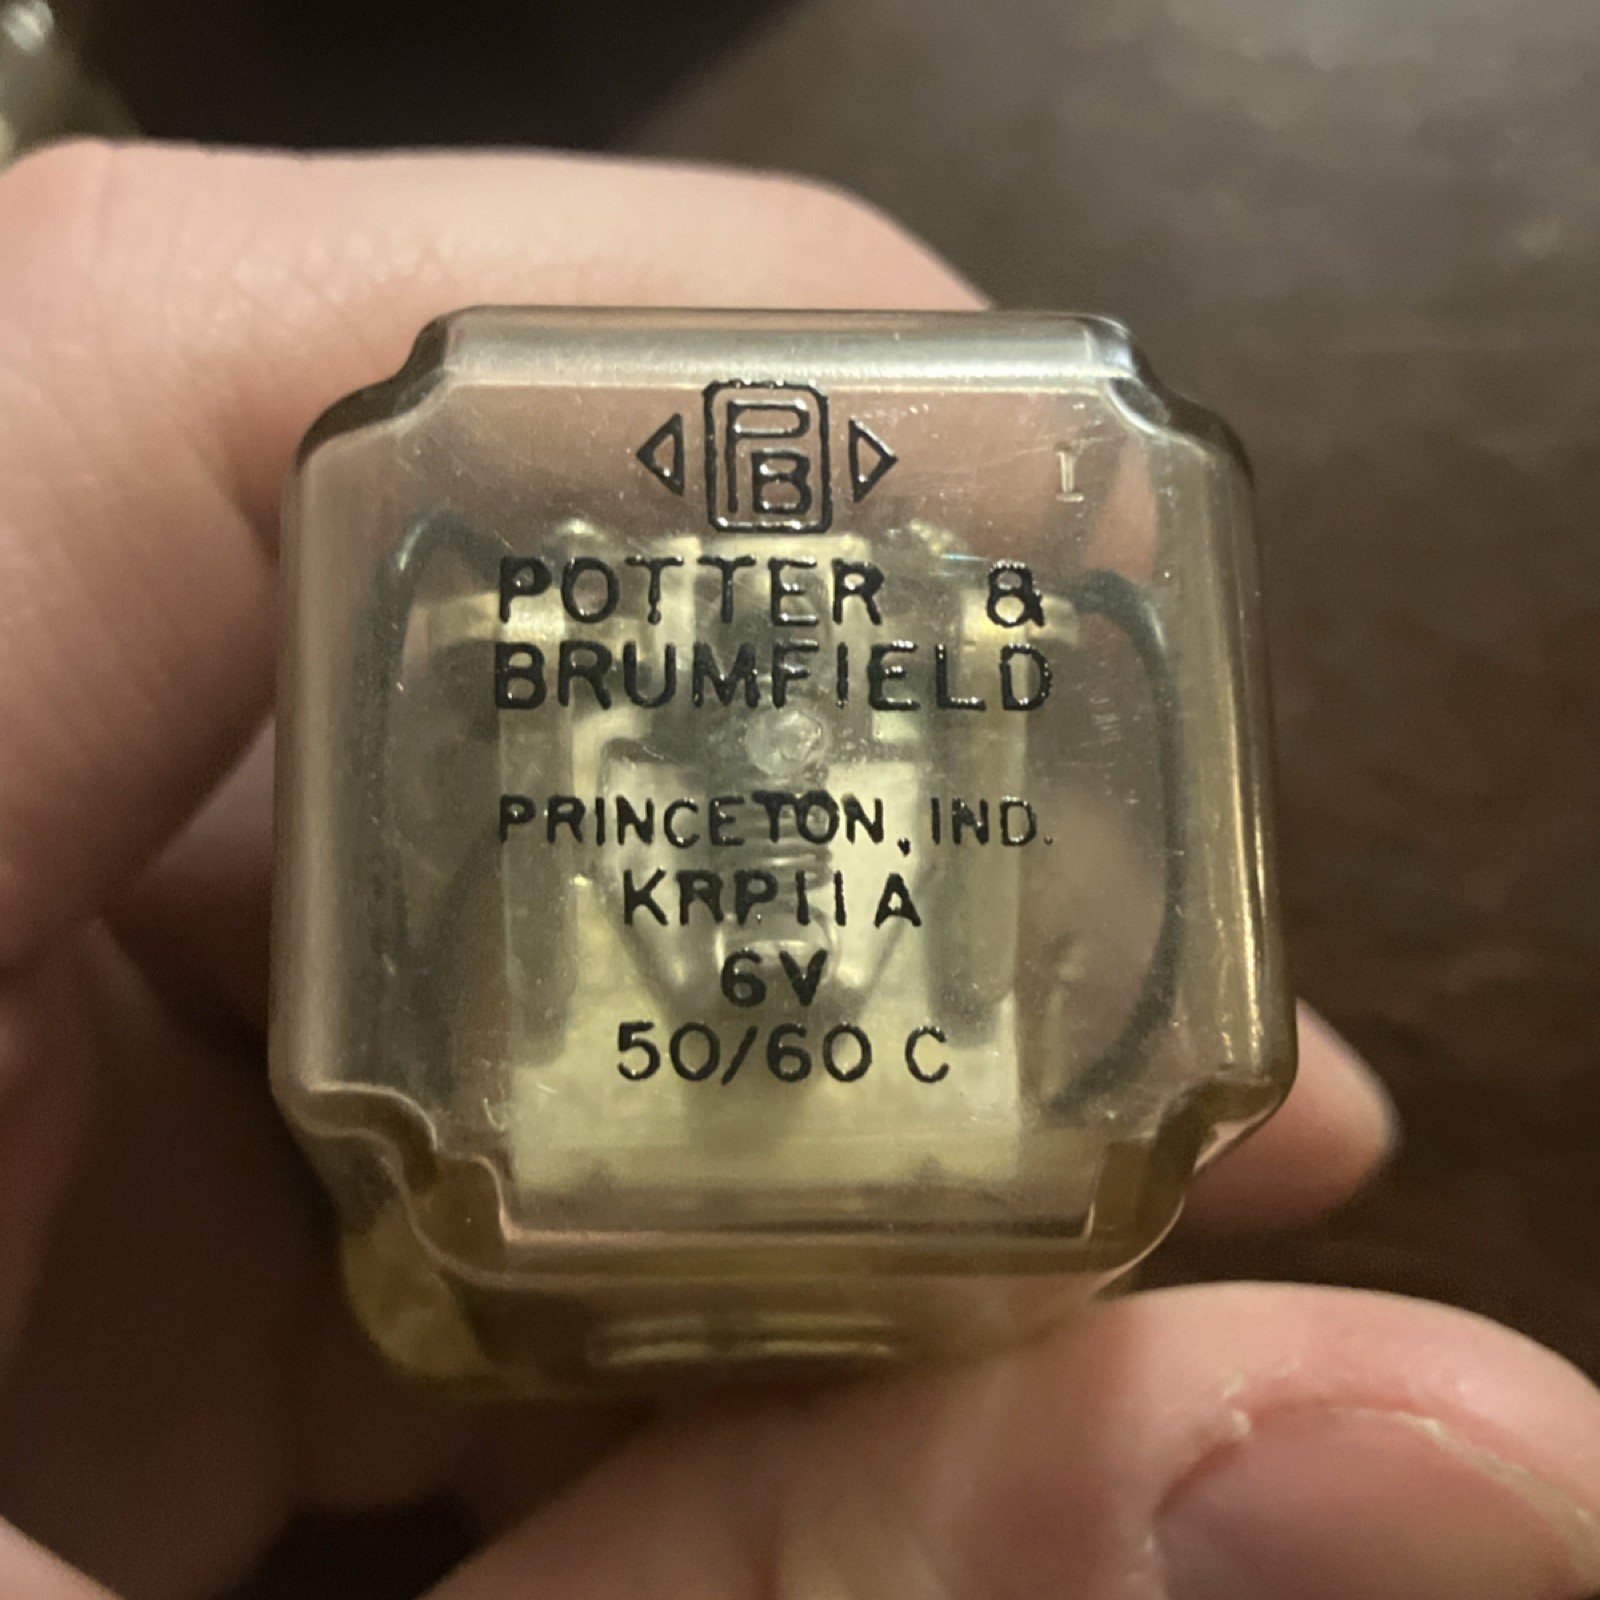 PB
I
POTTER &
BRUMFIELD
PRINCETON, IND.
KRP11A
6V
50/60 C